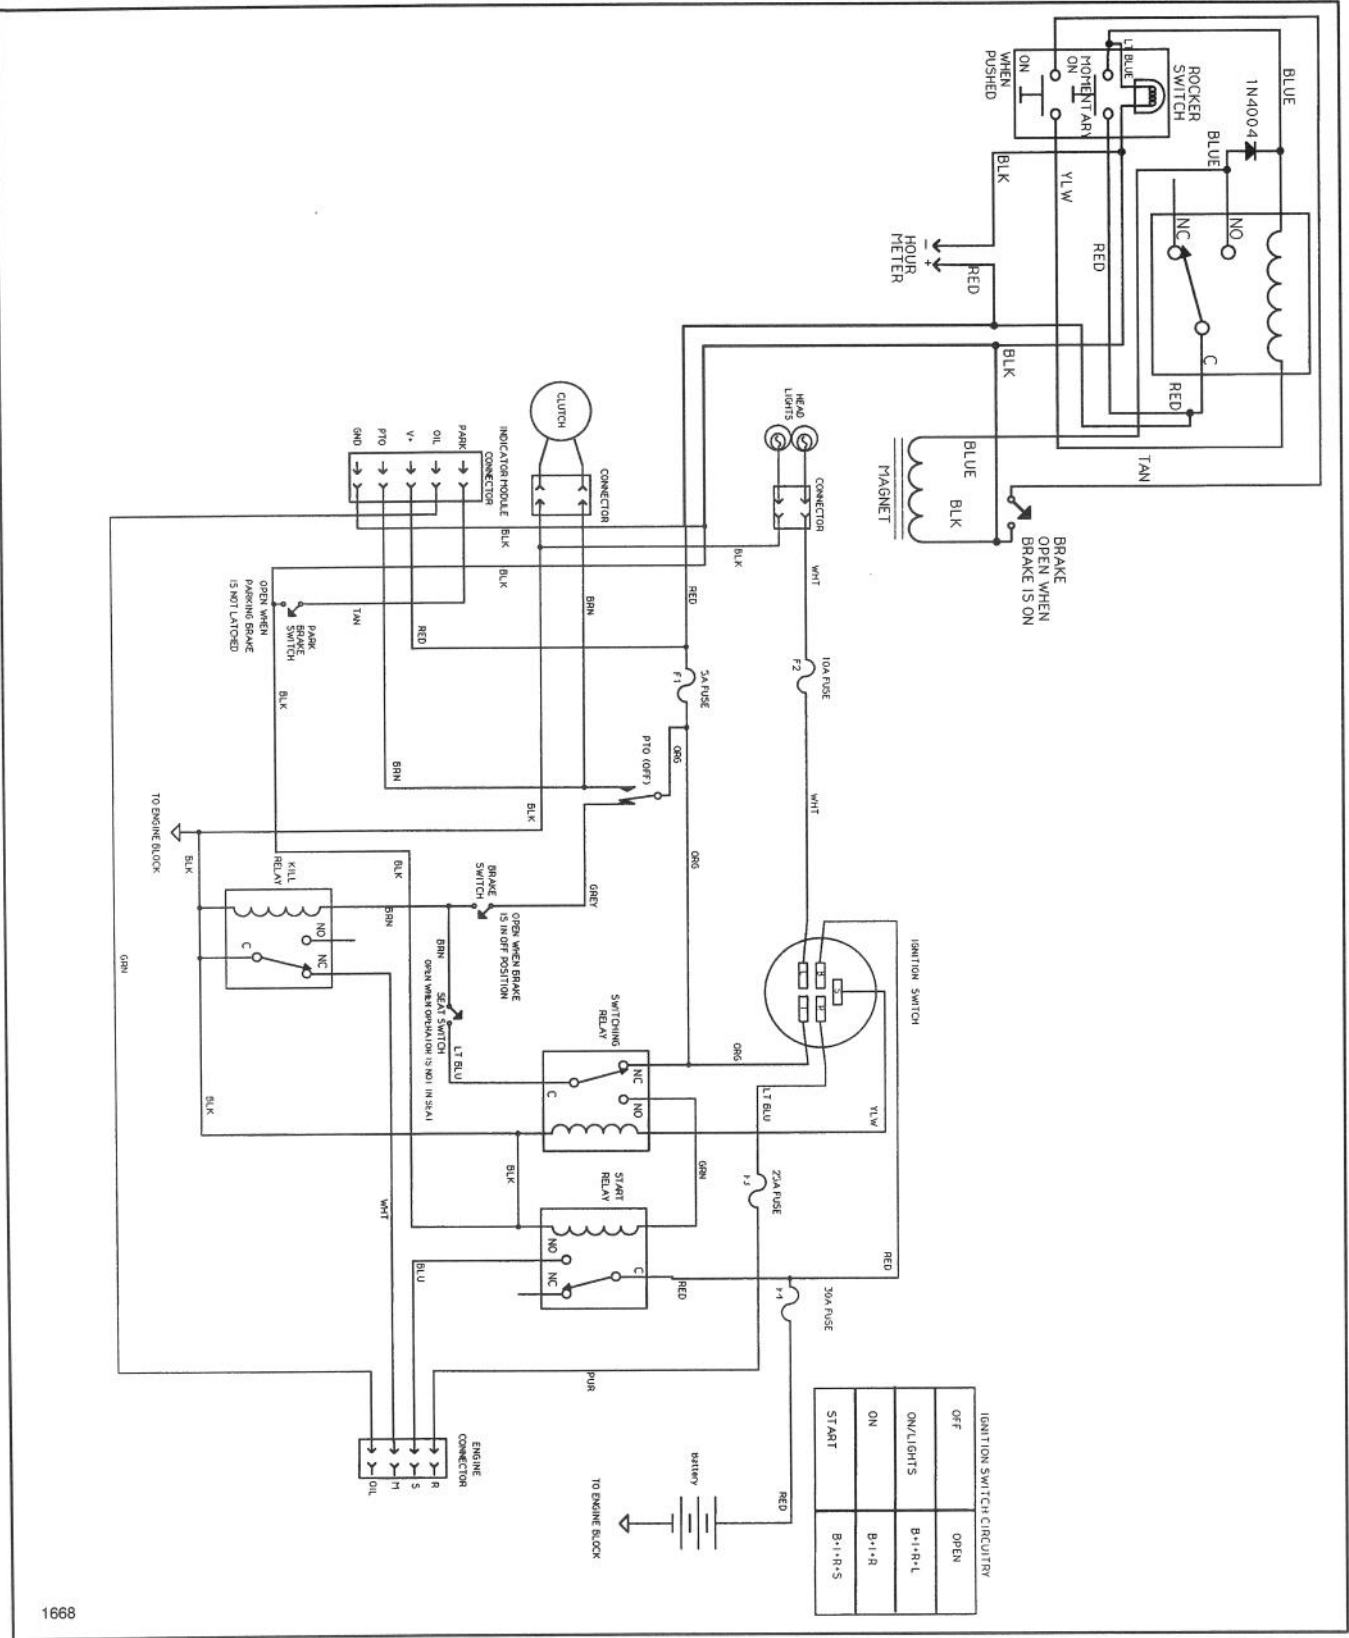 ROCKER
SWITCH
LT BLUE
MOMENTARY
ON
ON
WHEN
PUSHED
BLUE
1N4004
BLUE
NO
NC
C
RED
YLW
BLK
RED
- +
HOUR
METER
RED
BLK
TAN
BLUE
BLK
MAGNET
BRAKE
OPEN WHEN
BRAKE IS ON
HEAD
LIGHTS
CONNECTOR
WHT
BLK
10A FUSE
F2
WHT
CLUTCH
CONNECTOR
INDICATOR MODULE
CONNECTOR
PARK
OIL
V+
PTO
GND
BLK
BLK
BRN
RED
TAN
RED
PARK
BRAKE
SWITCH
OPEN WHEN
PARKING BRAKE
IS NOT LATCHED
BLK
5A FUSE
F1
ORG
PTO (OFF)
BRN
BLK
ORG
TO ENGINE BLOCK
BLK
KILL
RELAY
BLK
BRN
NO
NC
C
BRAKE
SWITCH
GREY
OPEN WHEN BRAKE
IS IN OFF POSITION
BRN
SEAT SWITCH
OPEN WHEN OPERATOR IS NOT IN SEAT
LT BLU
SWITCHING
RELAY
NC
NO
C
IGNITION SWITCH
L
B
S
I
ORG
LT BLU
YLW
GRN
BLK
BLK
GRN
START
RELAY
NO
NC
C
RED
25A FUSE
30A FUSE
RED
WHT
BLU
PUR
ENGINE
CONNECTOR
R
S
M
OIL
Battery
RED
TO ENGINE BLOCK
IGNITION SWITCH CIRCUITRY
OFF OPEN
ON/LIGHTS B+I+R+L
ON B+I+R
START B+I+R+S
1668